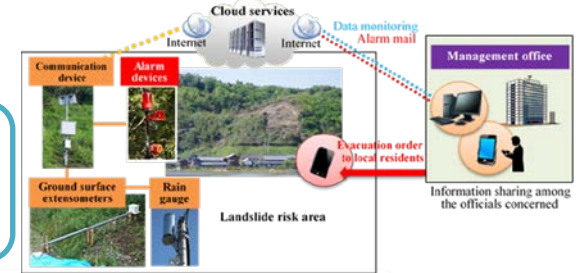 Cloud services
Internet
Internet
Data monitoring
Alarm mail
Communication
device
Alarm
devices
Management office
Evacuation order
to local residents
Ground surface
extensometers
Rain
gauge
Landslide risk area
Information sharing among
the officials concerned